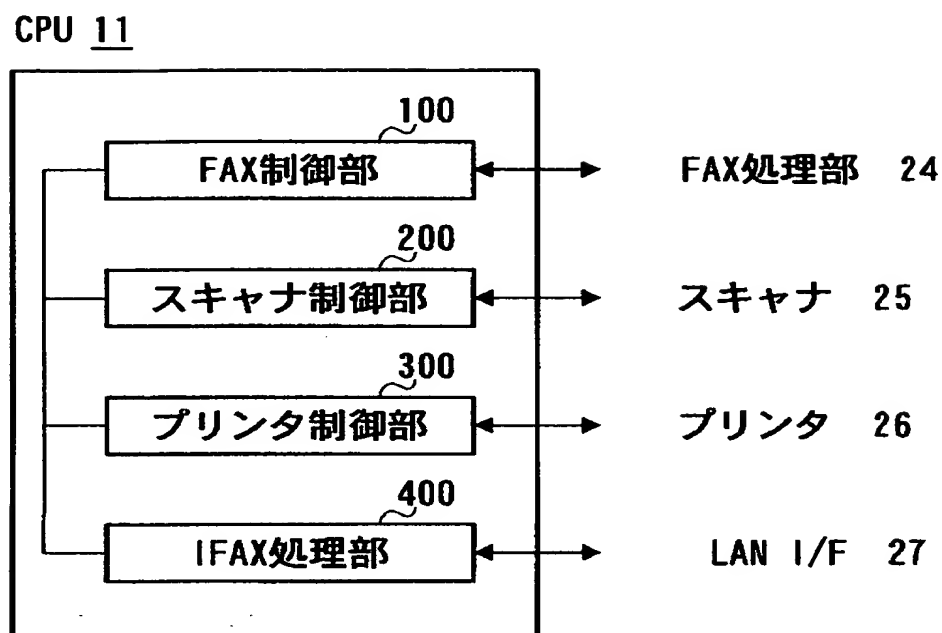 CPU 11
100
FAX制御部
FAX処理部 24
200
スキャナ制御部
スキャナ 25
300
プリンタ制御部
プリンタ 26
400
IFAX処理部
LAN I/F 27